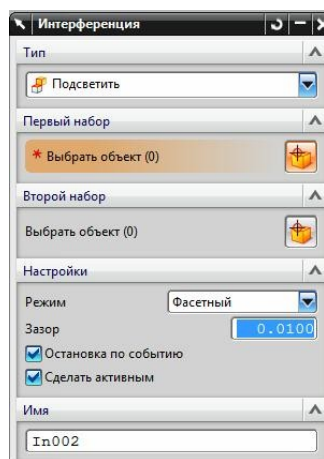 Интерференция
Тип
Подсветить
Первый набор
* Выбрать объект (0)
Второй набор
Выбрать объект (0)
Настройки
Режим Фасетный
Зазор 0.0100
Остановка по событию
Сделать активным
Имя
In002